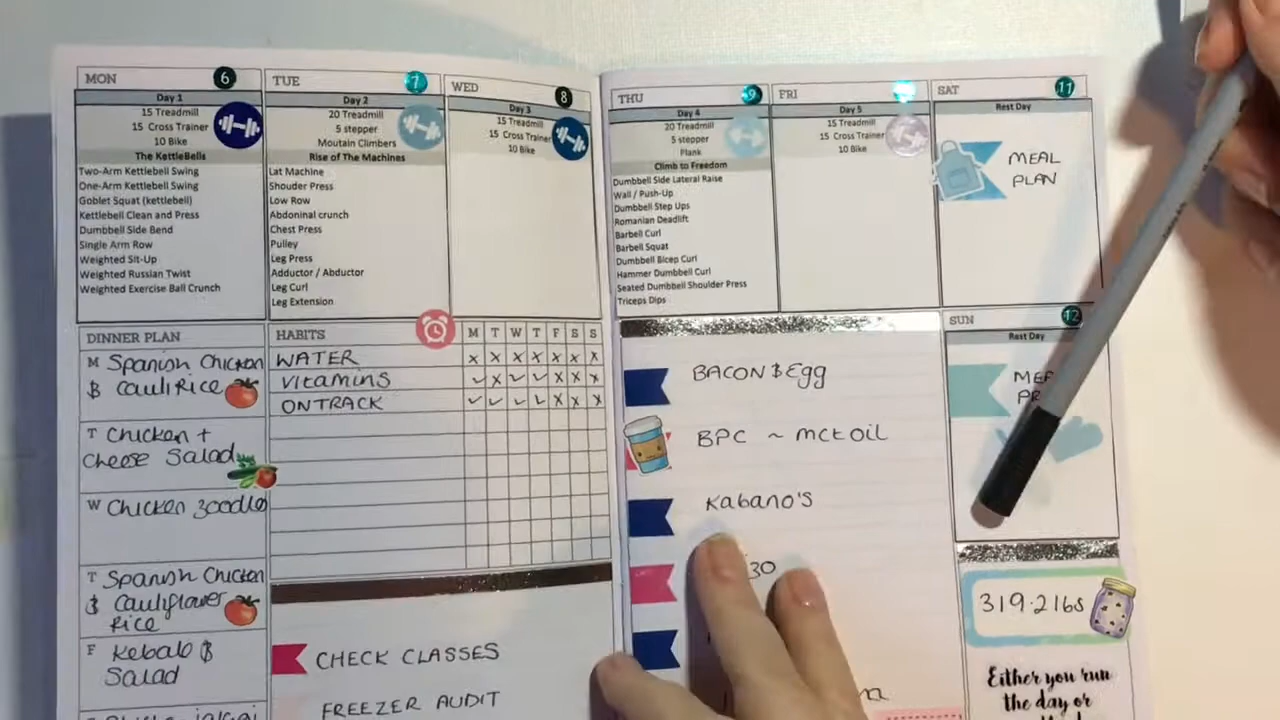 MON 6
Day 1
15 Treadmill
15 Cross Trainer
10 Bike
The KettleBells
Two-Arm Kettlebell Swing
One-Arm Kettlebell Swing
Goblet Squat (kettlebell)
Kettlebell Clean and Press
Dumbbell Side Bend
Single Arm Row
Weighted Sit-Up
Weighted Russian Twist
Weighted Exercise Ball Crunch
TUE 7
Day 2
20 Treadmill
5 stepper
Moutain Climbers
Rise of The Machines
Lat Machine
Shouder Press
Low Row
Abdoninal crunch
Chest Press
Pulley
Leg Press
Adductor / Abductor
Leg Curl
Leg Extension
WED 8
Day 3
15 Treadmill
15 Cross Trainer
10 Bike
DINNER PLAN
M Spanish Chicken
& cauliRice
T Chicken +
Cheese Salad
W Chicken Zoodles
T Spanish Chicken
& Cauliflower
Rice
F Kebab &
Salad
HABITS M T W T F S S
WATER x x x x x x x
Vitamins ✓ x ✓ ✓ x x x
ONTRACK ✓ ✓ ✓ ✓ x x x
CHECK CLASSES
FREEZER AUDIT
THU 9
Day 4
20 Treadmill
5 stepper
Plank
Climb to Freedom
Dumbbell Side Lateral Raise
Wall / Push-Up
Dumbbell Step Ups
Romanian Deadlift
Barbell Curl
Barbell Squat
Dumbbell Bicep Curl
Hammer Dumbbell Curl
Seated Dumbbell Shoulder Press
Triceps Dips
FRI
Day 5
15 Treadmill
15 Cross Trainer
10 Bike
SAT 11
Rest Day
MEAL
PLAN
BACON & Egg
BPC ~ MCT OIL
Kabano's
SUN 12
Rest Day
319.2lbs
Either you run
the day or